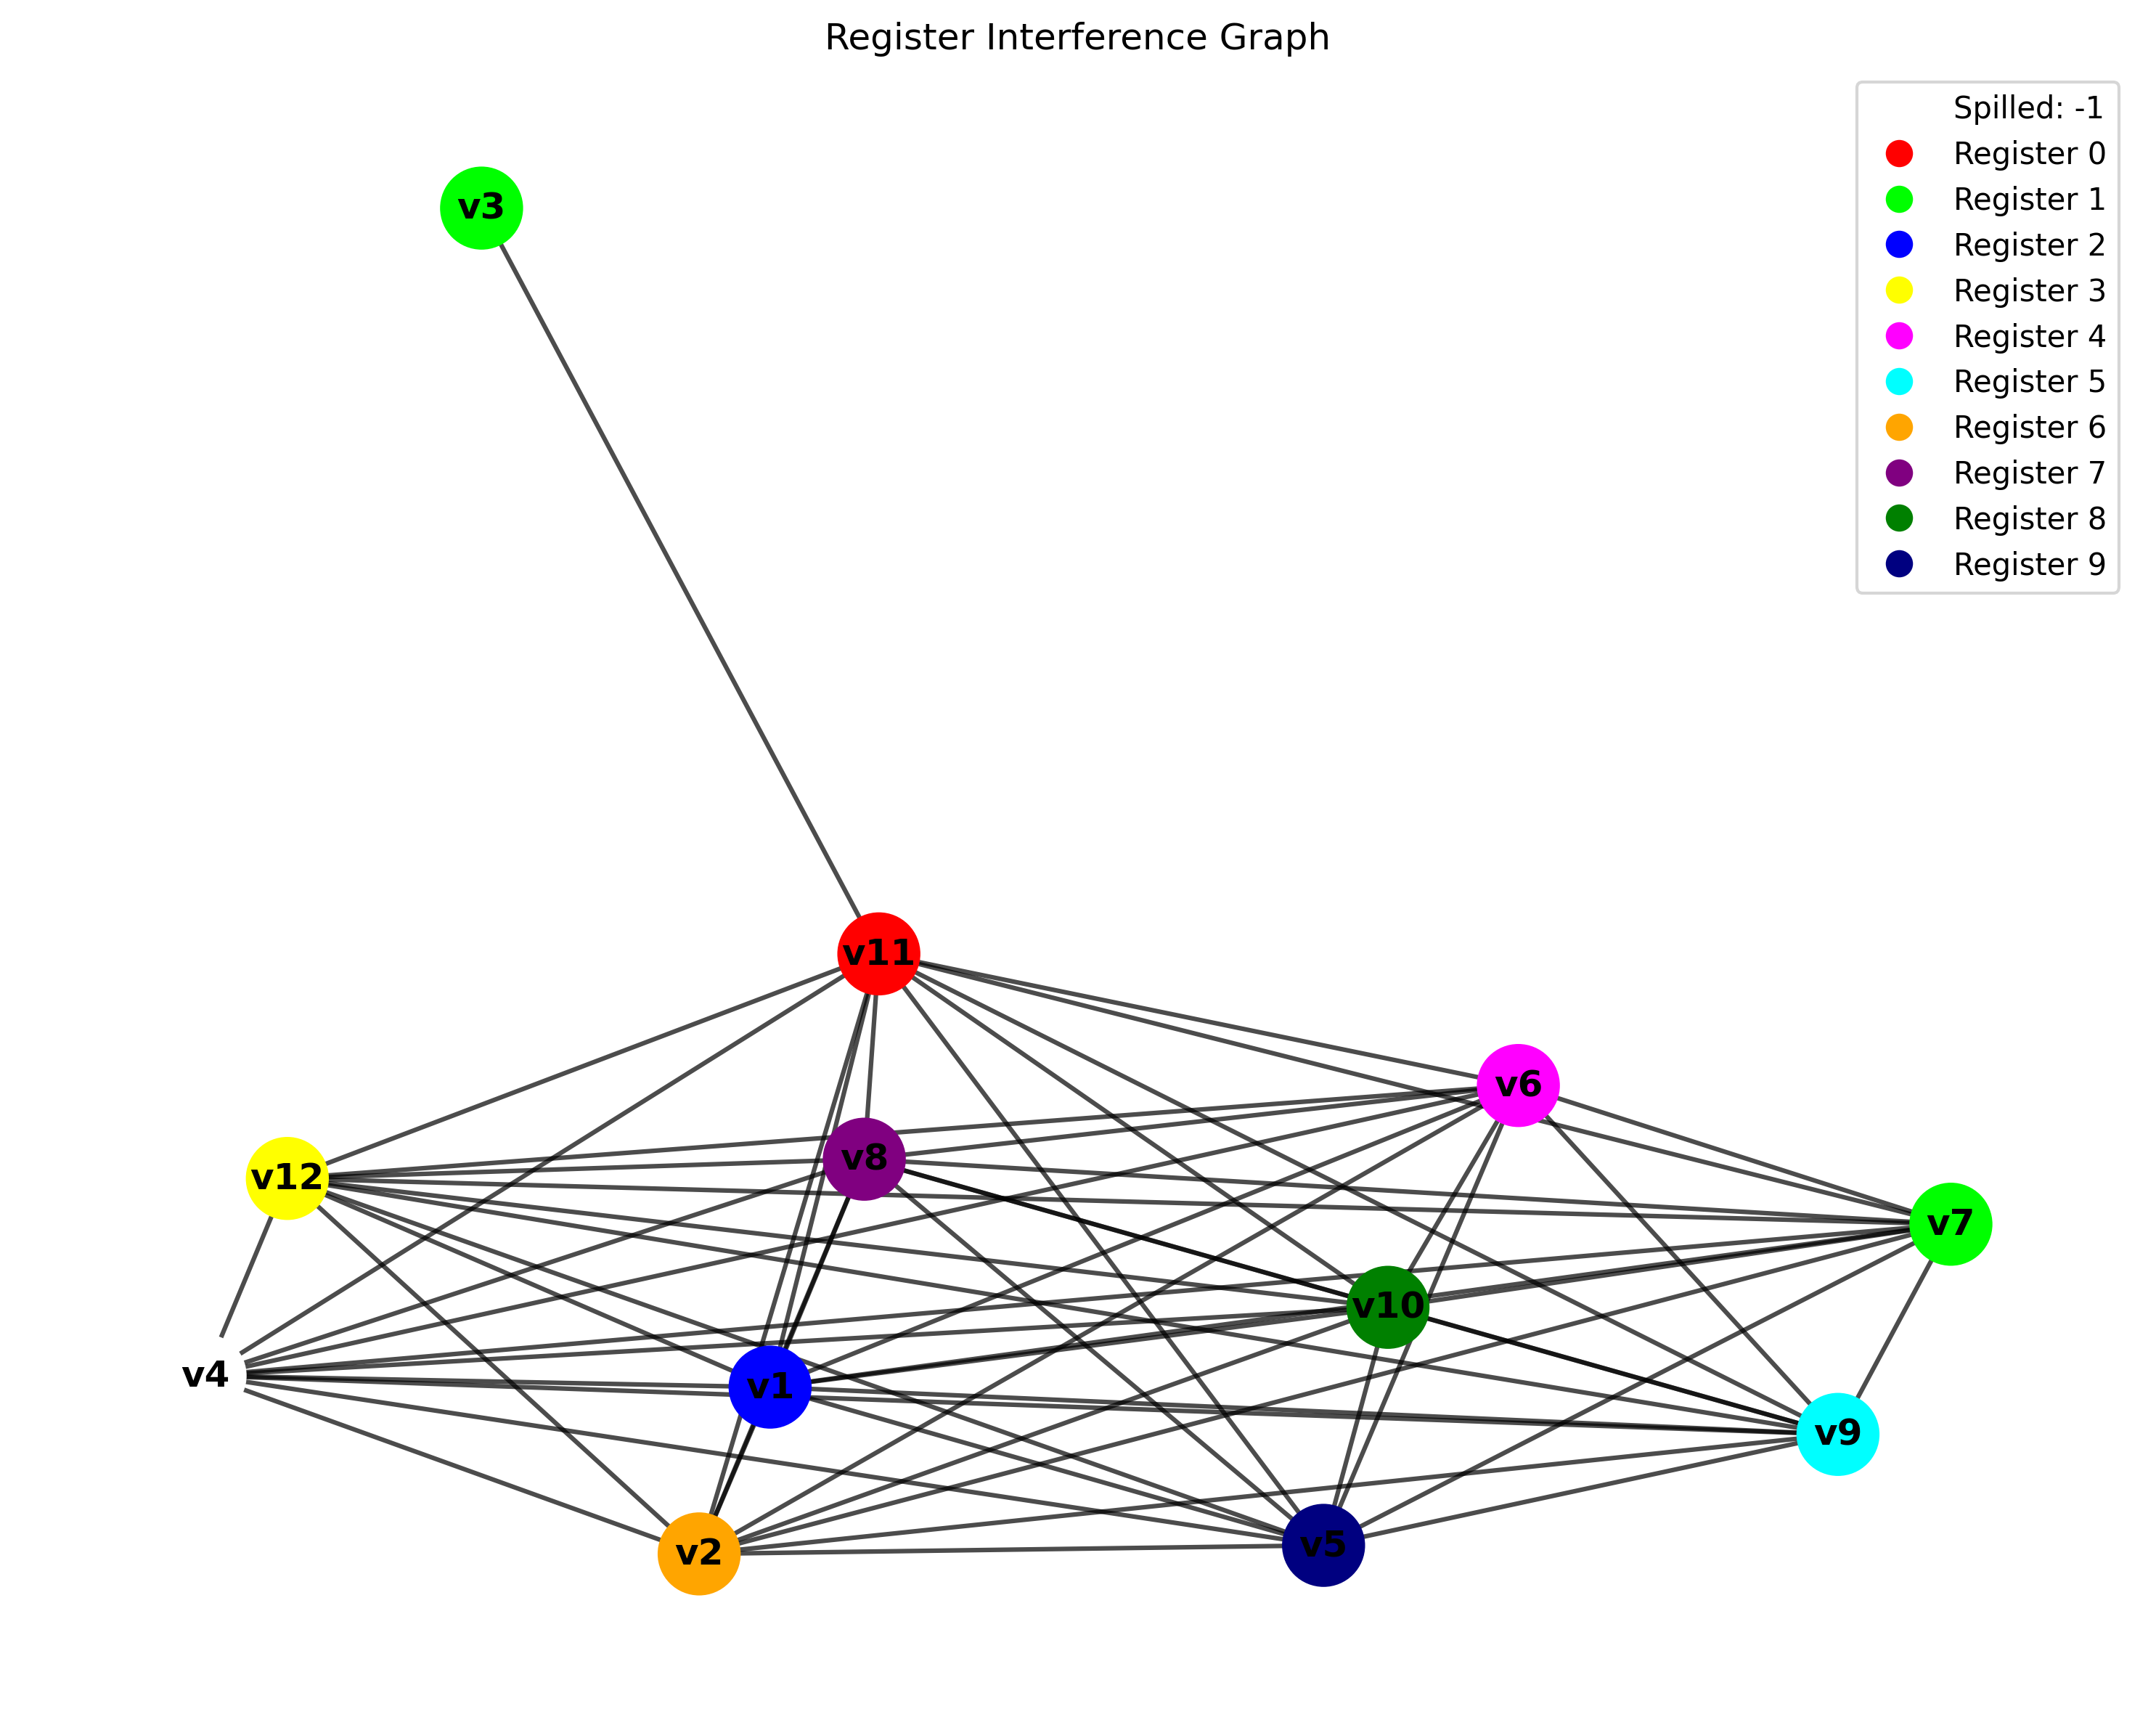 Register Interference Graph
Spilled: -1
Register 0
Register 1
Register 2
Register 3
Register 4
Register 5
Register 6
Register 7
Register 8
Register 9
v3
v11
v6
v8
v12
v7
v10
v4
v1
v9
v5
v2